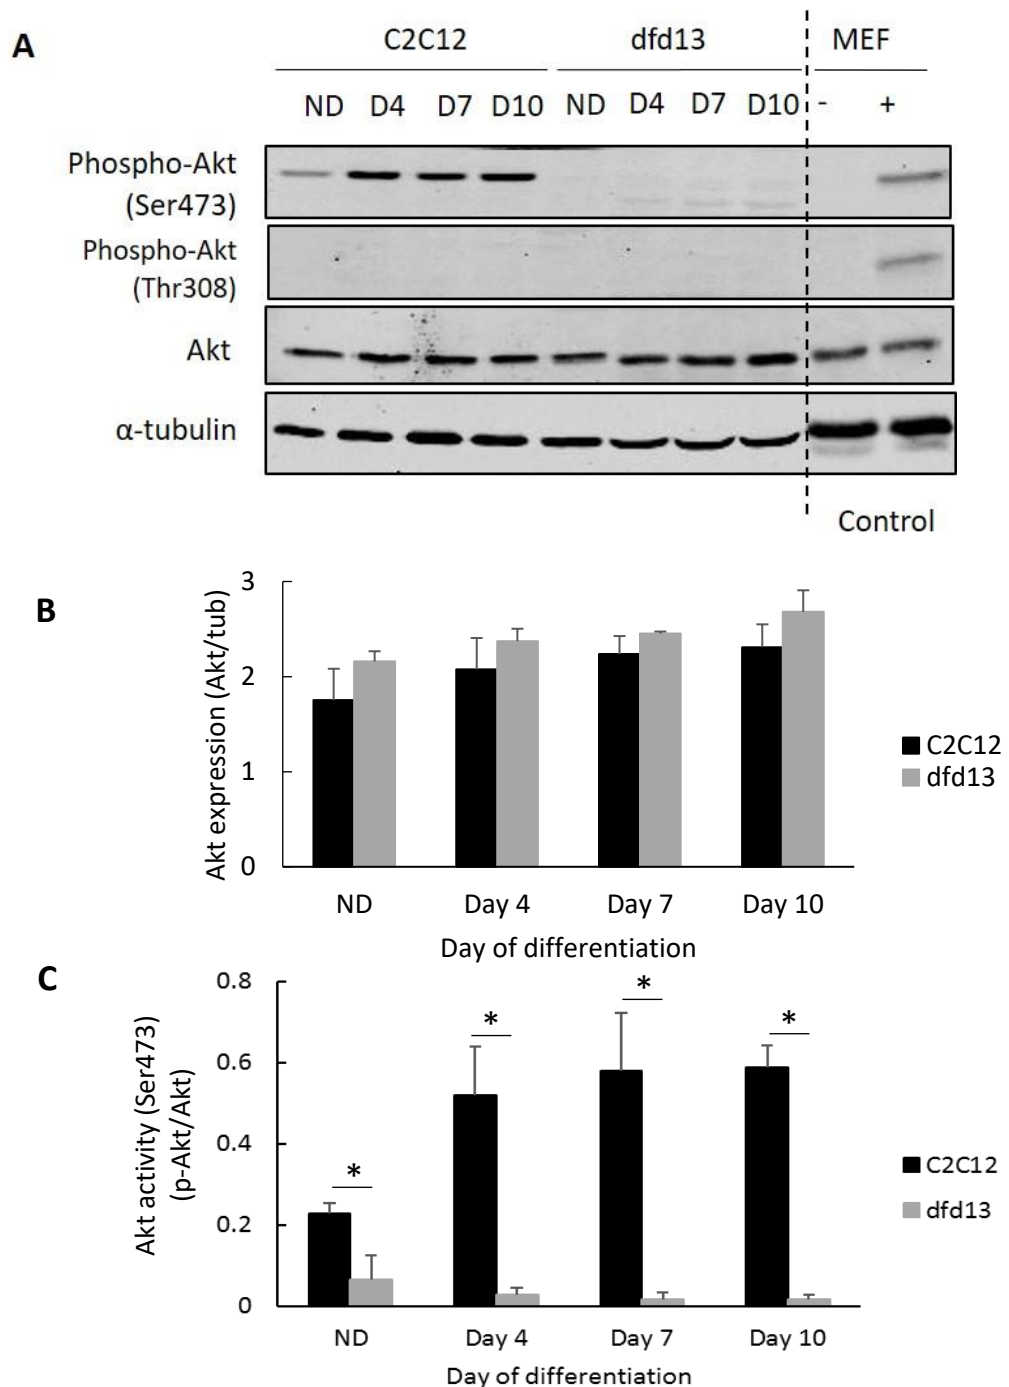 A
C2C12 dfd13 MEF
ND D4 D7 D10 ND D4 D7 D10 - +
Phospho-Akt
(Ser473)
Phospho-Akt
(Thr308)
Akt
α-tubulin
Control
B
Akt expression (Akt/tub)
3
2
1
0
ND Day 4 Day 7 Day 10
Day of differentiation
C2C12
dfd13
C
Akt activity (Ser473)
(p-Akt/Akt)
0.8
0.6
0.4
0.2
0
* * * *
ND Day 4 Day 7 Day 10
Day of differentiation
C2C12
dfd13